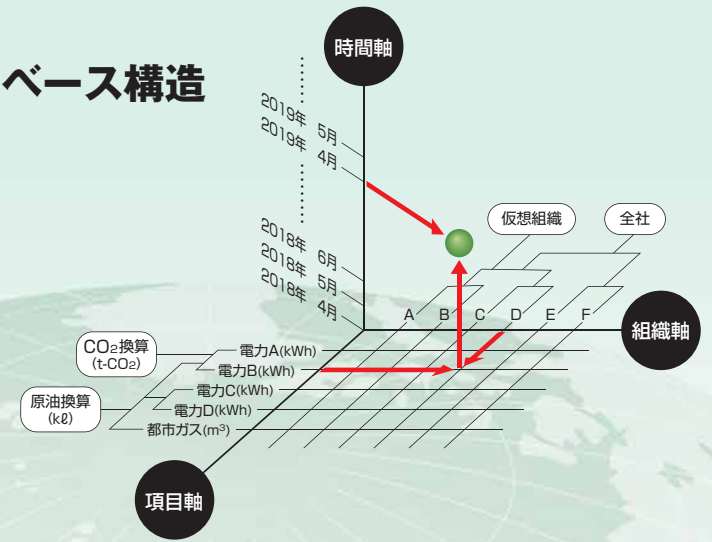 ベース構造
時間軸
2019年 5月
2019年 4月
2018年 6月
2018年 5月
2018年 4月
仮想組織
全社
A B C D E F
組織軸
CO2換算
(t-CO2)
原油換算
(kℓ)
電力A(kWh)
電力B(kWh)
電力C(kWh)
電力D(kWh)
都市ガス(m³)
項目軸